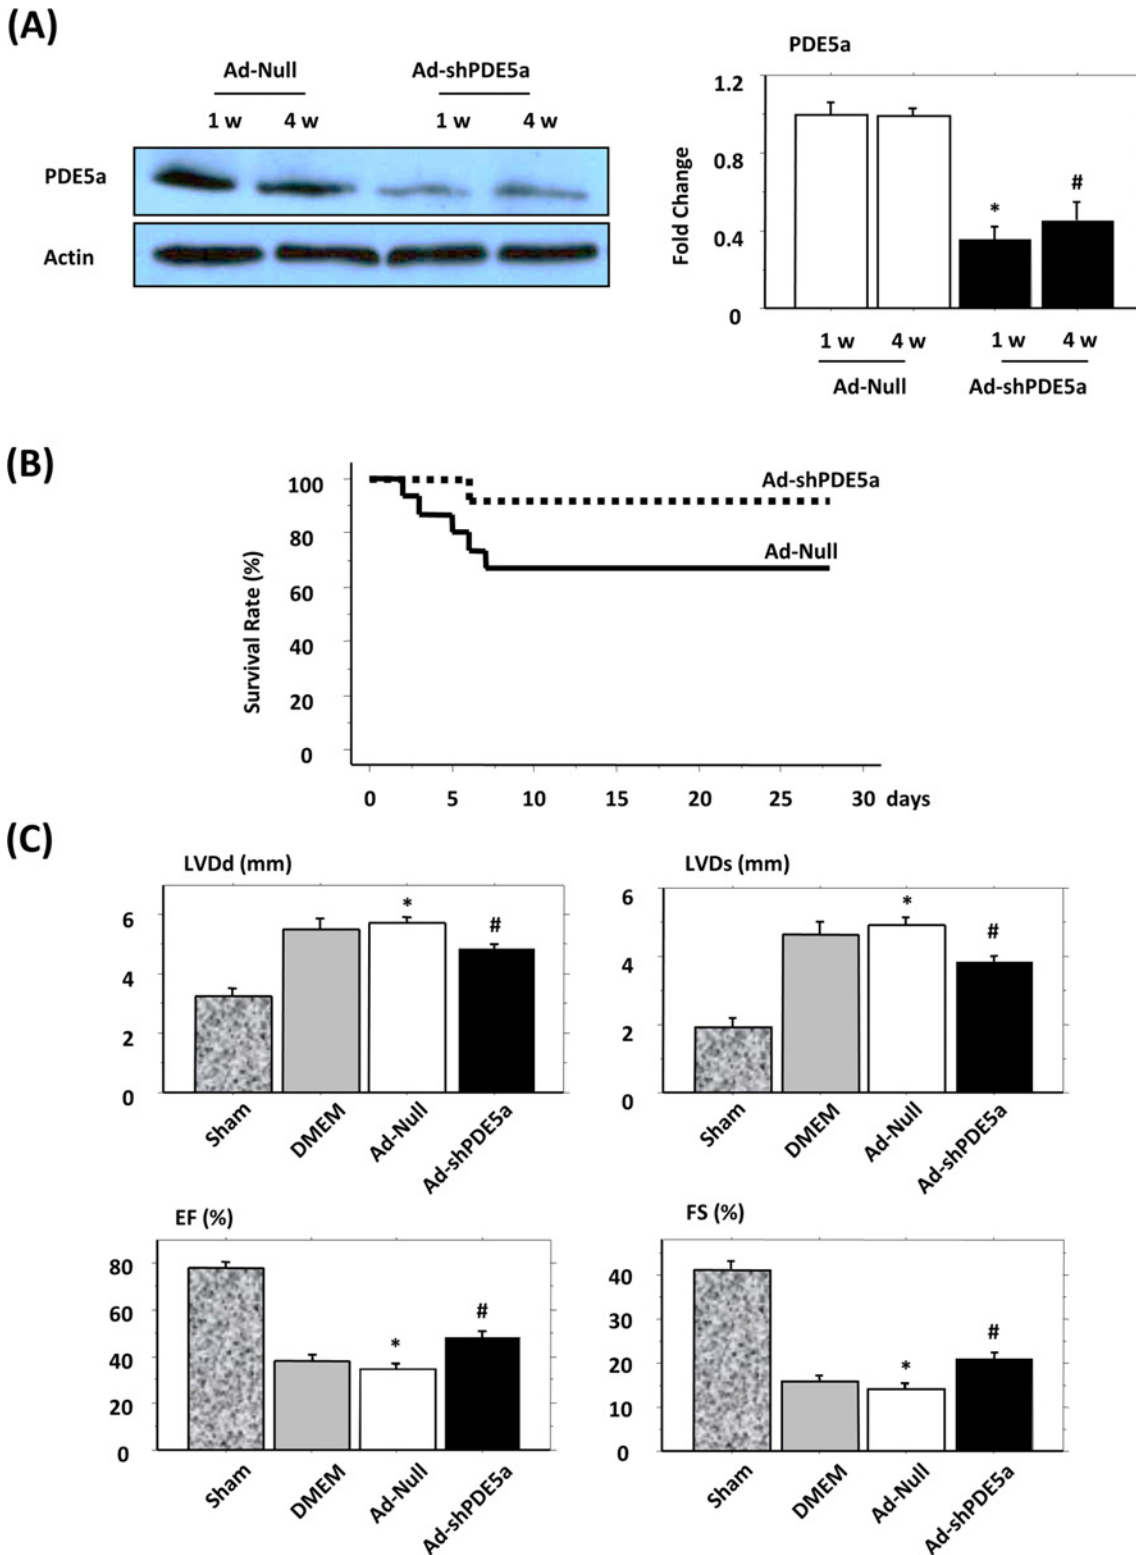 (A)
Ad-Null Ad-shPDE5a
1 w 4 w 1 w 4 w
PDE5a
Actin
PDE5a
1.2
0.8
0.4
0
Fold Change
*
#
1 w 4 w 1 w 4 w
Ad-Null Ad-shPDE5a
(B)
100
80
60
40
20
0
Survival Rate (%)
Ad-shPDE5a
Ad-Null
0 5 10 15 20 25 30 days
(C)
LVDd (mm)
6
4
2
0
*
#
Sham DMEM Ad-Null Ad-shPDE5a
LVDs (mm)
6
4
2
0
*
#
Sham DMEM Ad-Null Ad-shPDE5a
EF (%)
80
60
40
20
0
*
#
Sham DMEM Ad-Null Ad-shPDE5a
FS (%)
40
30
20
10
0
*
#
Sham DMEM Ad-Null Ad-shPDE5a